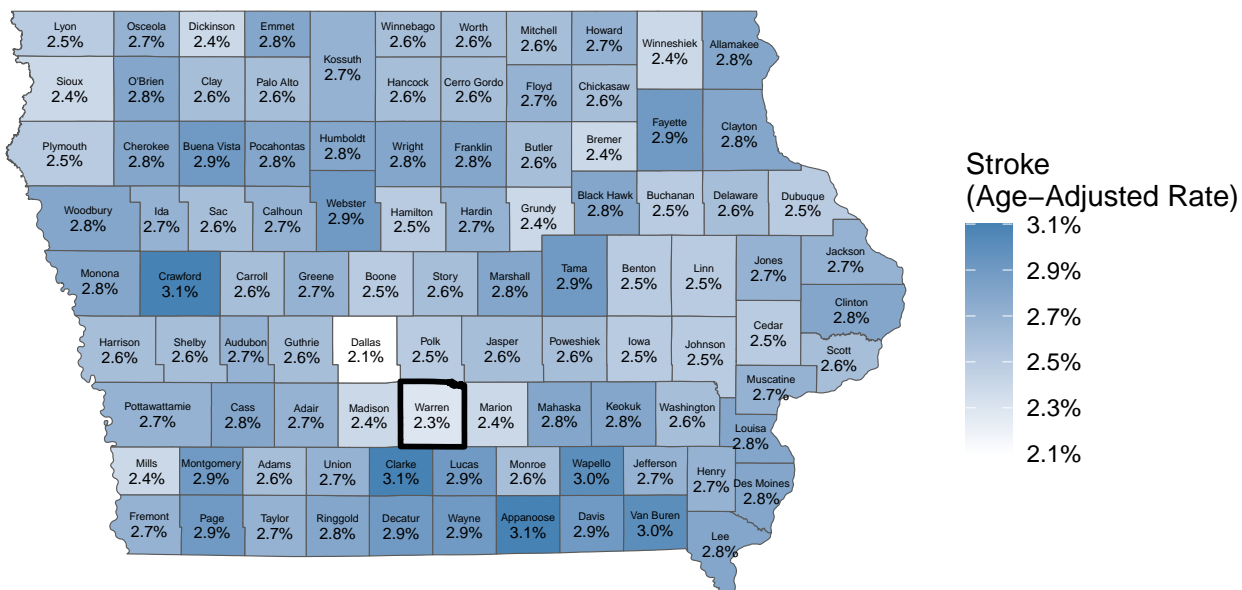 Lyon
2.5%
Osceola
2.7%
Dickinson
2.4%
Emmet
2.8%
Kossuth
2.7%
Winnebago
2.6%
Worth
2.6%
Mitchell
2.6%
Howard
2.7%
Winneshiek
2.4%
Allamakee
2.8%
Sioux
2.4%
O'Brien
2.8%
Clay
2.6%
Palo Alto
2.6%
Hancock
2.6%
Cerro Gordo
2.6%
Floyd
2.7%
Chickasaw
2.6%
Fayette
2.9%
Clayton
2.8%
Plymouth
2.5%
Cherokee
2.8%
Buena Vista
2.9%
Pocahontas
2.8%
Humboldt
2.8%
Wright
2.8%
Franklin
2.8%
Butler
2.6%
Bremer
2.4%
Woodbury
2.8%
Ida
2.7%
Sac
2.6%
Calhoun
2.7%
Webster
2.9%
Hamilton
2.5%
Hardin
2.7%
Grundy
2.4%
Black Hawk
2.8%
Buchanan
2.5%
Delaware
2.6%
Dubuque
2.5%
Monona
2.8%
Crawford
3.1%
Carroll
2.6%
Greene
2.7%
Boone
2.5%
Story
2.6%
Marshall
2.8%
Tama
2.9%
Benton
2.5%
Linn
2.5%
Jones
2.7%
Jackson
2.7%
Clinton
2.8%
Harrison
2.6%
Shelby
2.6%
Audubon
2.7%
Guthrie
2.6%
Dallas
2.1%
Polk
2.5%
Jasper
2.6%
Poweshiek
2.6%
Iowa
2.5%
Johnson
2.5%
Cedar
2.5%
Scott
2.6%
Muscatine
2.7%
Pottawattamie
2.7%
Cass
2.8%
Adair
2.7%
Madison
2.4%
Warren
2.3%
Marion
2.4%
Mahaska
2.8%
Keokuk
2.8%
Washington
2.6%
Louisa
2.8%
Mills
2.4%
Montgomery
2.9%
Adams
2.6%
Union
2.7%
Clarke
3.1%
Lucas
2.9%
Monroe
2.6%
Wapello
3.0%
Jefferson
2.7%
Henry
2.7%
Des Moines
2.8%
Fremont
2.7%
Page
2.9%
Taylor
2.7%
Ringgold
2.8%
Decatur
2.9%
Wayne
2.9%
Appanoose
3.1%
Davis
2.9%
Van Buren
3.0%
Lee
2.8%
Stroke
(Age−Adjusted Rate)
3.1%
2.9%
2.7%
2.5%
2.3%
2.1%